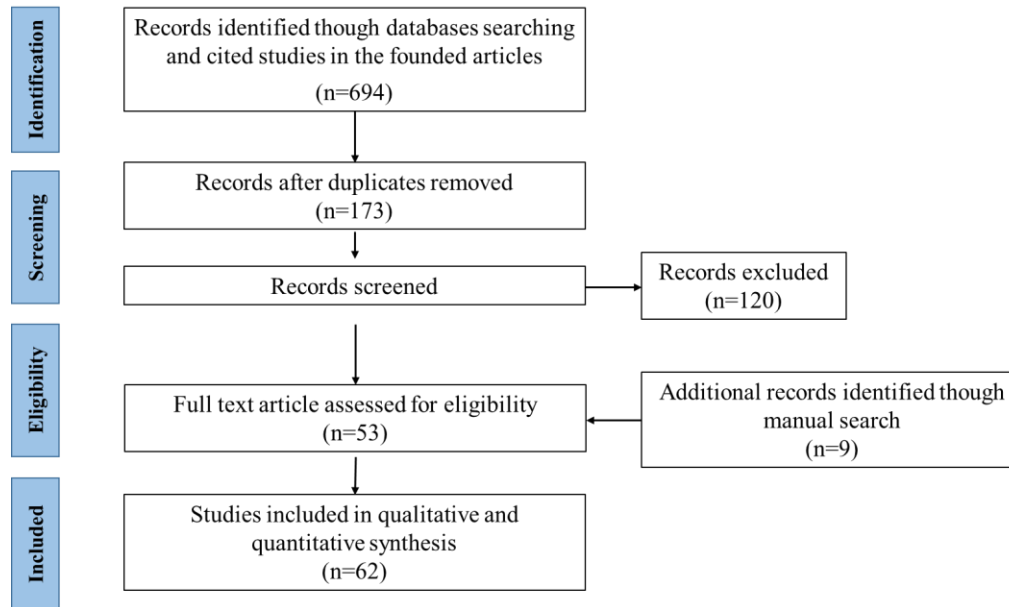 Identification
Records identified though databases searching
and cited studies in the founded articles
(n=694)
Screening
Records after duplicates removed
(n=173)
Records screened
Records excluded
(n=120)
Eligibility
Full text article assessed for eligibility
(n=53)
Additional records identified though
manual search
(n=9)
Included
Studies included in qualitative and
quantitative synthesis
(n=62)